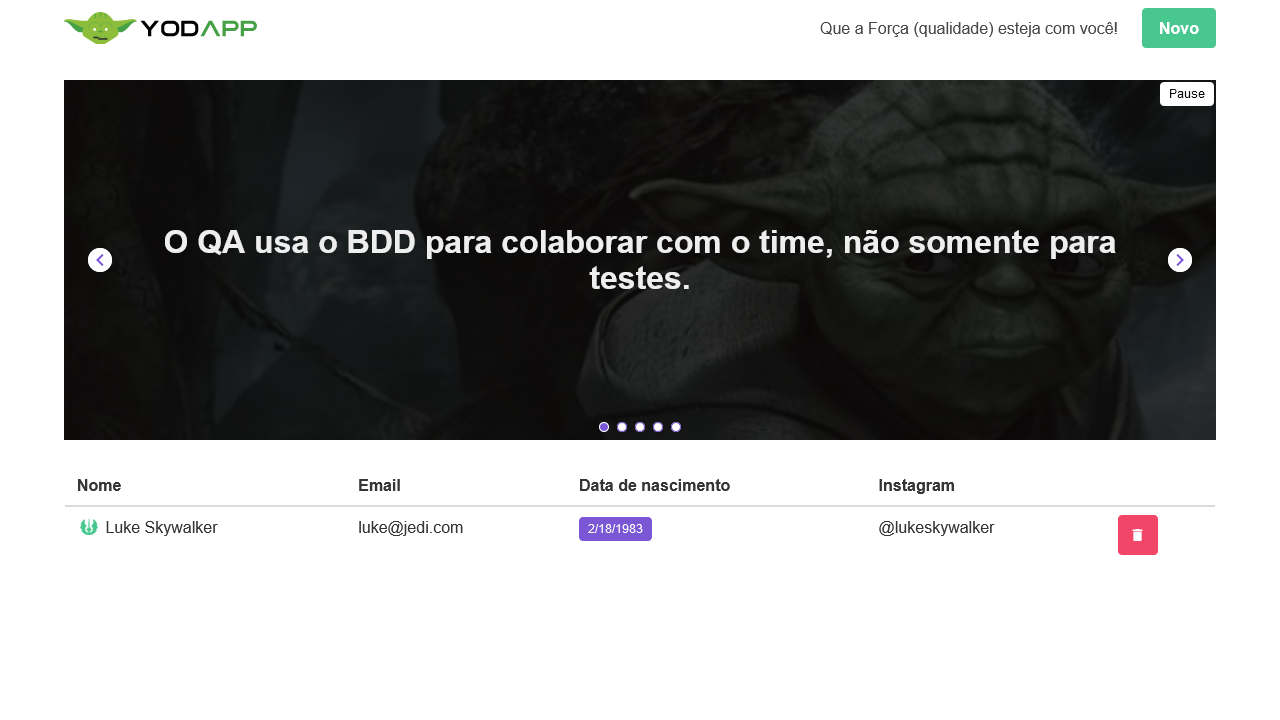 YODAPP
Que a Força (qualidade) esteja com você!
Novo
Pause
O QA usa o BDD para colaborar com o time, não somente para
testes.
Nome Email Data de nascimento Instagram
Luke Skywalker luke@jedi.com 2/18/1983 @lukeskywalker